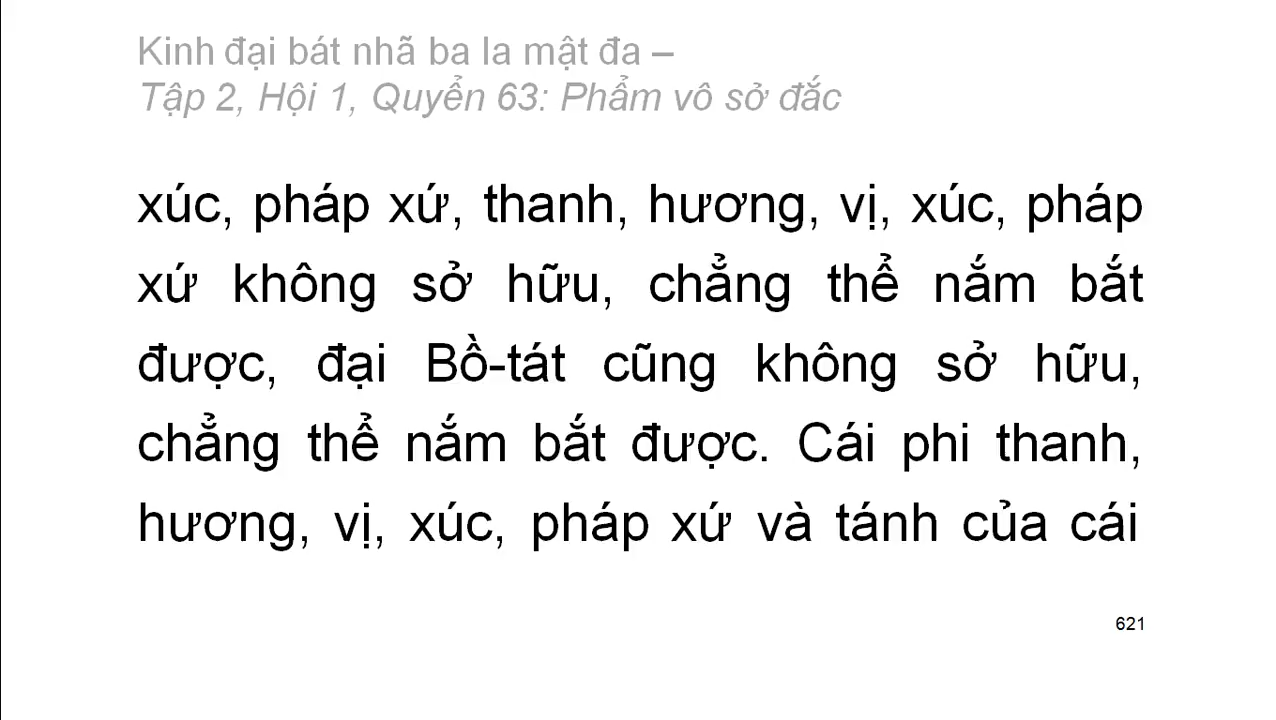 Kinh đại bát nhã ba la mật đa –
Tập 2, Hội 1, Quyển 63: Phẩm vô sở đắc
xúc, pháp xứ, thanh, hương, vị, xúc, pháp
xứ không sở hữu, chẳng thể nắm bắt
được, đại Bồ-tát cũng không sở hữu,
chẳng thể nắm bắt được. Cái phi thanh,
hương, vị, xúc, pháp xứ và tánh của cái
621